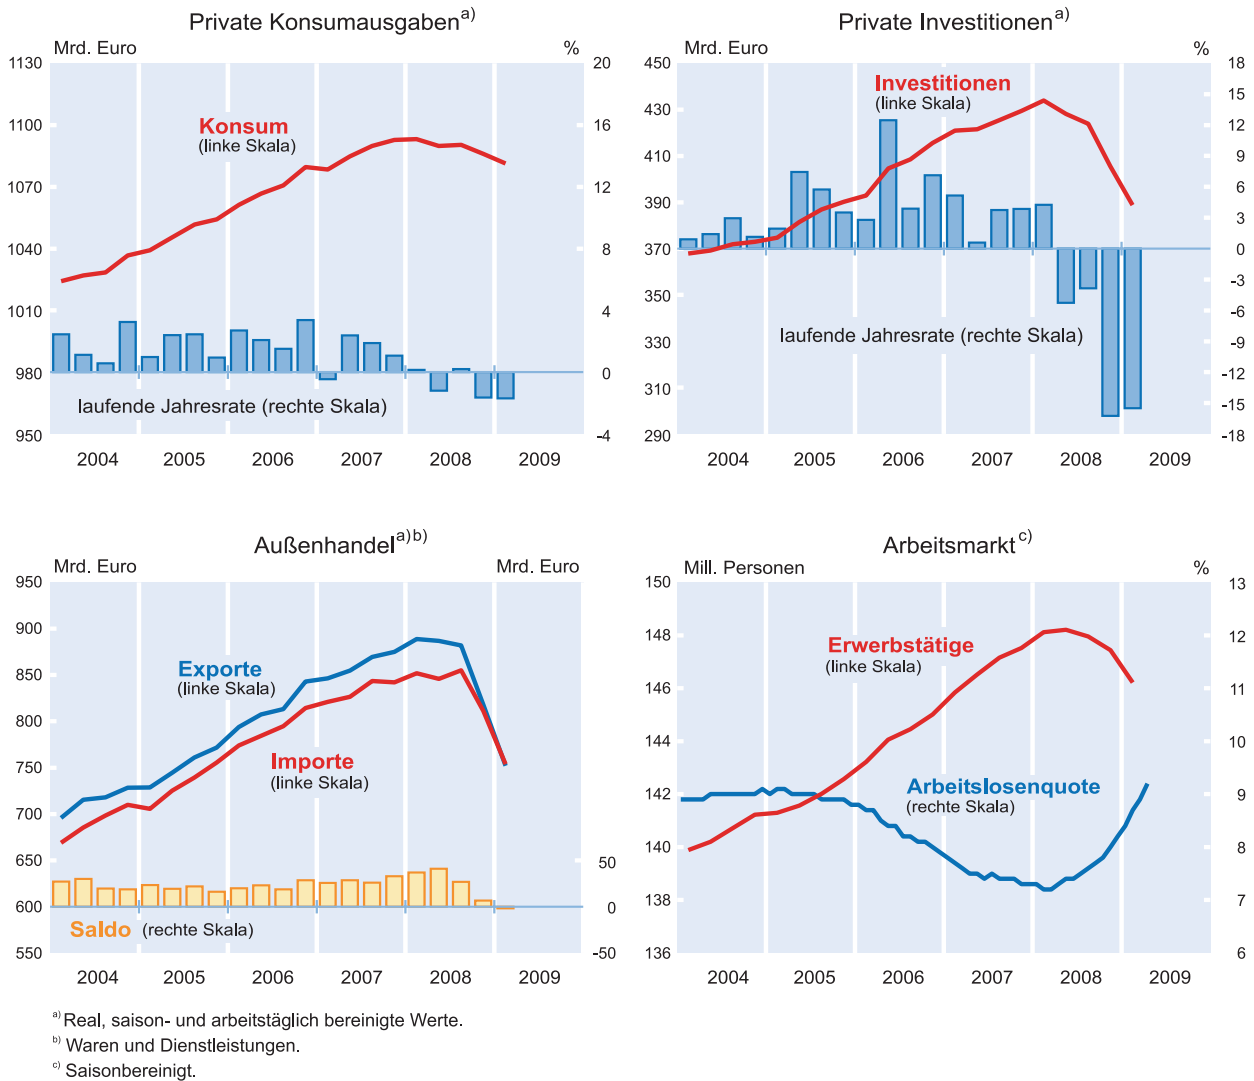 Private Konsumausgaben a)
Mrd. Euro %
1130 20
1100 16
1070 12
1040 8
1010 4
980 0
950 -4
Konsum
(linke Skala)
laufende Jahresrate (rechte Skala)
2004 2005 2006 2007 2008 2009
Private Investitionen a)
Mrd. Euro %
450 18
430 15
12
410 9
390 6
3
370 0
350 -3
-6
330 -9
310 -12
-15
290 -18
Investitionen
(linke Skala)
laufende Jahresrate (rechte Skala)
2004 2005 2006 2007 2008 2009
Außenhandel a)b)
Mrd. Euro Mrd. Euro
950
900
850
800
750
700
650 50
600 0
550 -50
Exporte
(linke Skala)
Importe
(linke Skala)
Saldo (rechte Skala)
2004 2005 2006 2007 2008 2009
Arbeitsmarkt c)
Mill. Personen %
150 13
148 12
146 11
144 10
142 9
140 8
138 7
136 6
Erwerbstätige
(linke Skala)
Arbeitslosenquote
(rechte Skala)
2004 2005 2006 2007 2008 2009
a) Real, saison- und arbeitstäglich bereinigte Werte.
b) Waren und Dienstleistungen.
c) Saisonbereinigt.